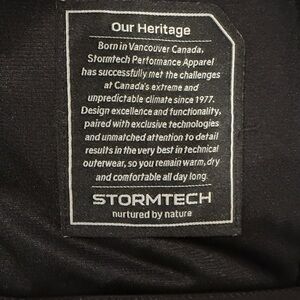 Our Heritage
Born in Vancouver Canada,
Stormtech Performance Apparel
has successfully met the challenges
of Canada's extreme and
unpredictable climate since 1977.
Design excellence and functionality,
paired with exclusive technologies
and unmatched attention to detail
results in the very best in technical
outerwear, so you remain warm, dry
and comfortable all day long.
STORMTECH
nurtured by nature